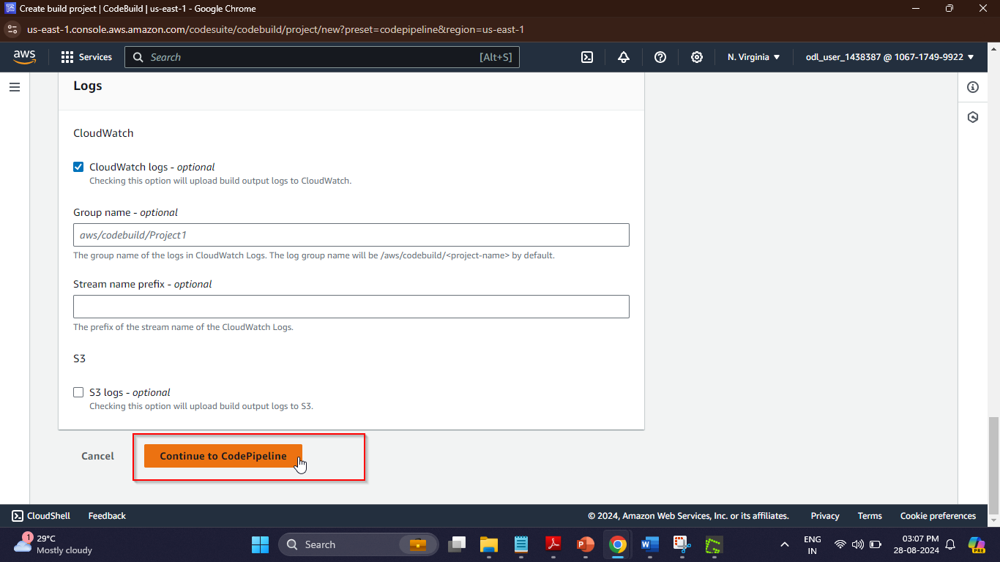 Create build project | CodeBuild | us-east-1 - Google Chrome
us-east-1.console.aws.amazon.com/codesuite/codebuild/project/new?preset=codepipeline&region=us-east-1
aws
Services
Search
[Alt+S]
N. Virginia
odl_user_1438387 @ 1067-1749-9922
Logs
CloudWatch
CloudWatch logs - optional
Checking this option will upload build output logs to CloudWatch.
Group name - optional
aws/codebuild/Project1
The group name of the logs in CloudWatch Logs. The log group name will be /aws/codebuild/<project-name> by default.
Stream name prefix - optional
The prefix of the stream name of the CloudWatch Logs.
S3
S3 logs - optional
Checking this option will upload build output logs to S3.
Cancel
Continue to CodePipeline
CloudShell
Feedback
© 2024, Amazon Web Services, Inc. or its affiliates.
Privacy
Terms
Cookie preferences
1
29°C
Mostly cloudy
Search
ENG
IN
03:07 PM
28-08-2024
PRE